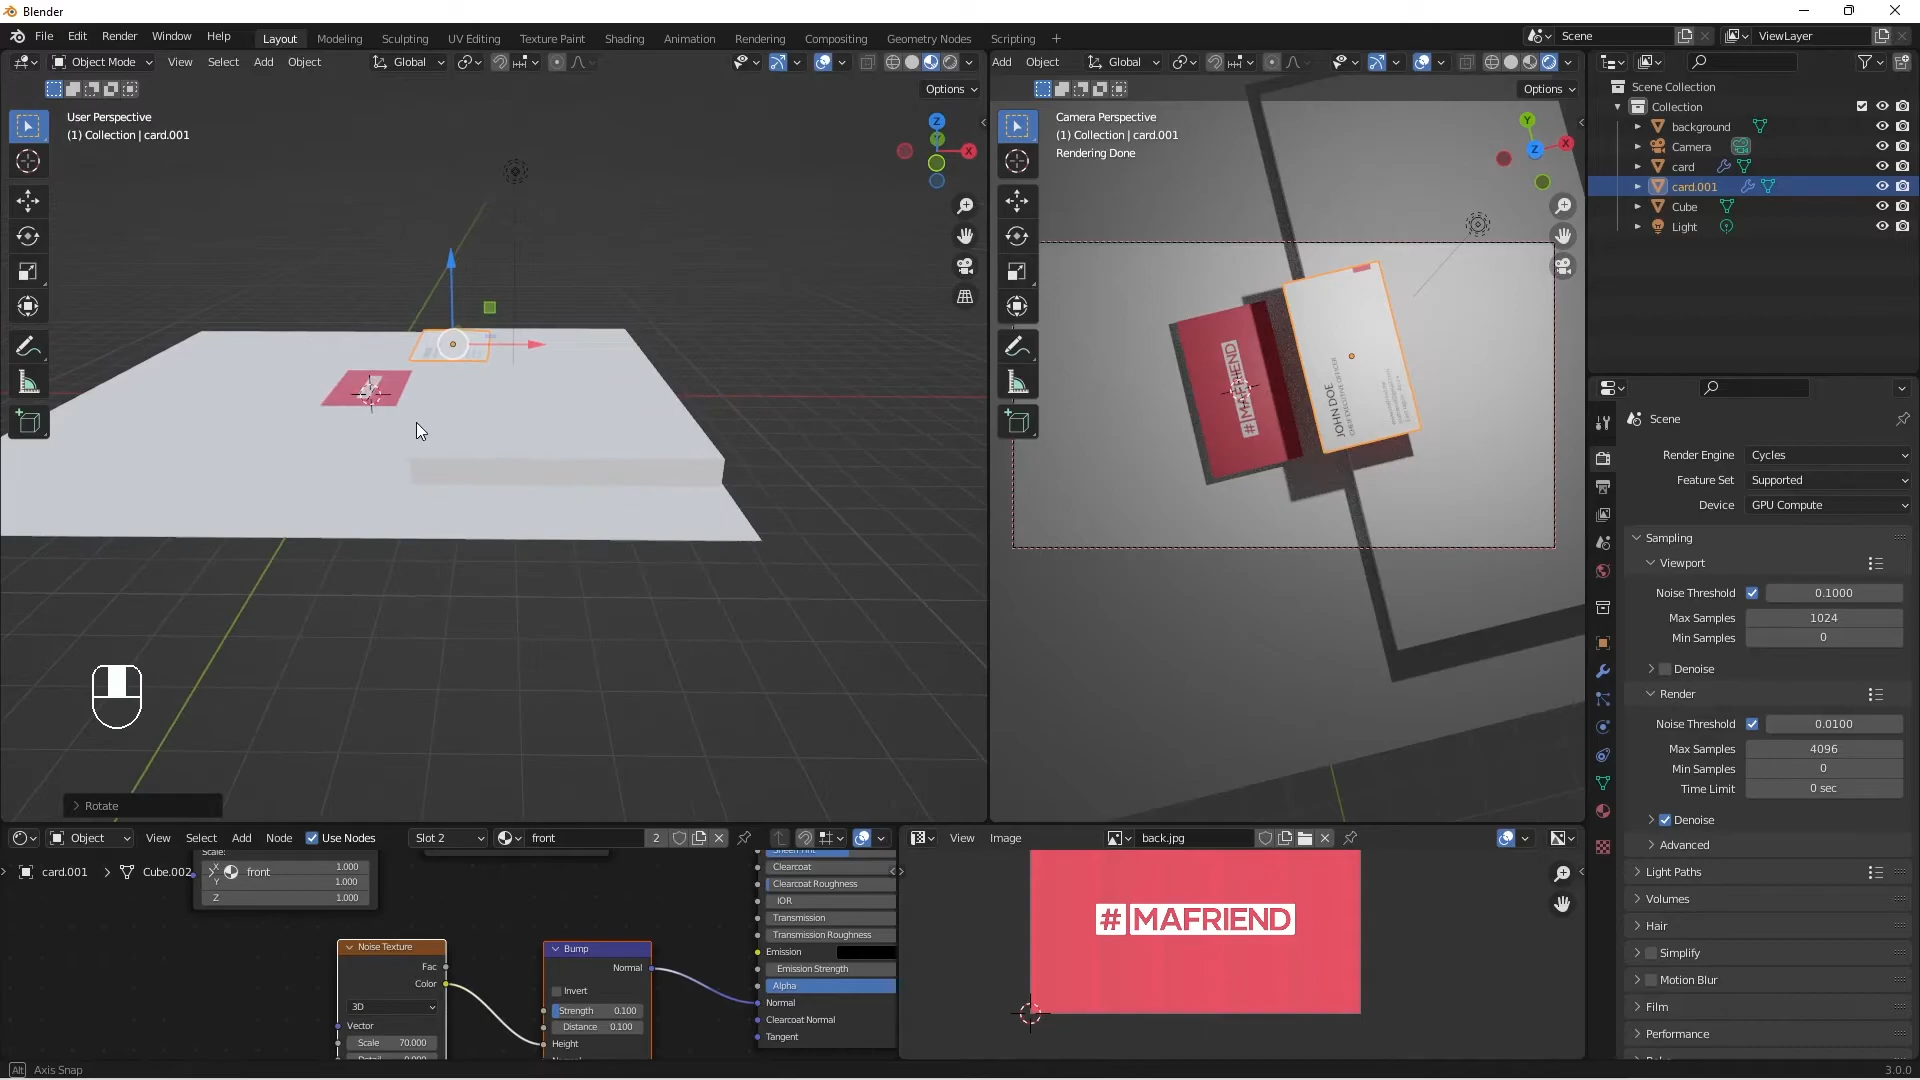 Blender
File Edit Render Window Help
Layout Modeling Sculpting UV Editing Texture Paint Shading Animation Rendering Compositing Geometry Nodes Scripting +
Scene
ViewLayer
Object Mode View Select Add Object
Global
Options
User Perspective
(1) Collection | card.001
Z
Y
X
Rotate
Add Object
Global
Options
Camera Perspective
(1) Collection | card.001
Rendering Done
Y
X
Z
# MAFRIEND
JOHN DOE
CHIEF EXECUTIVE OFFICER
Scene Collection
Collection
background
Camera
card
card.001
Cube
Light
Scene
Render Engine Cycles
Feature Set Supported
Device GPU Compute
Sampling
Viewport
Noise Threshold 0.1000
Max Samples 1024
Min Samples 0
Denoise
Render
Noise Threshold 0.0100
Max Samples 4096
Min Samples 0
Time Limit 0 sec
Denoise
Advanced
Light Paths
Volumes
Hair
Simplify
Motion Blur
Film
Performance
Object View Select Add Node Use Nodes Slot 2 front 2
card.001 > Cube.002 front
Scale:
X 1.000
Y 1.000
Z 1.000
Noise Texture
Fac
Color
3D
Vector
Scale 70.000
Bump
Normal
Invert
Strength 0.100
Distance 0.100
Height
Clearcoat
Clearcoat Roughness
IOR
Transmission
Transmission Roughness
Emission
Emission Strength
Alpha
Normal
Clearcoat Normal
Tangent
View Image back.jpg
# MAFRIEND
Alt Axis Snap
3.0.0